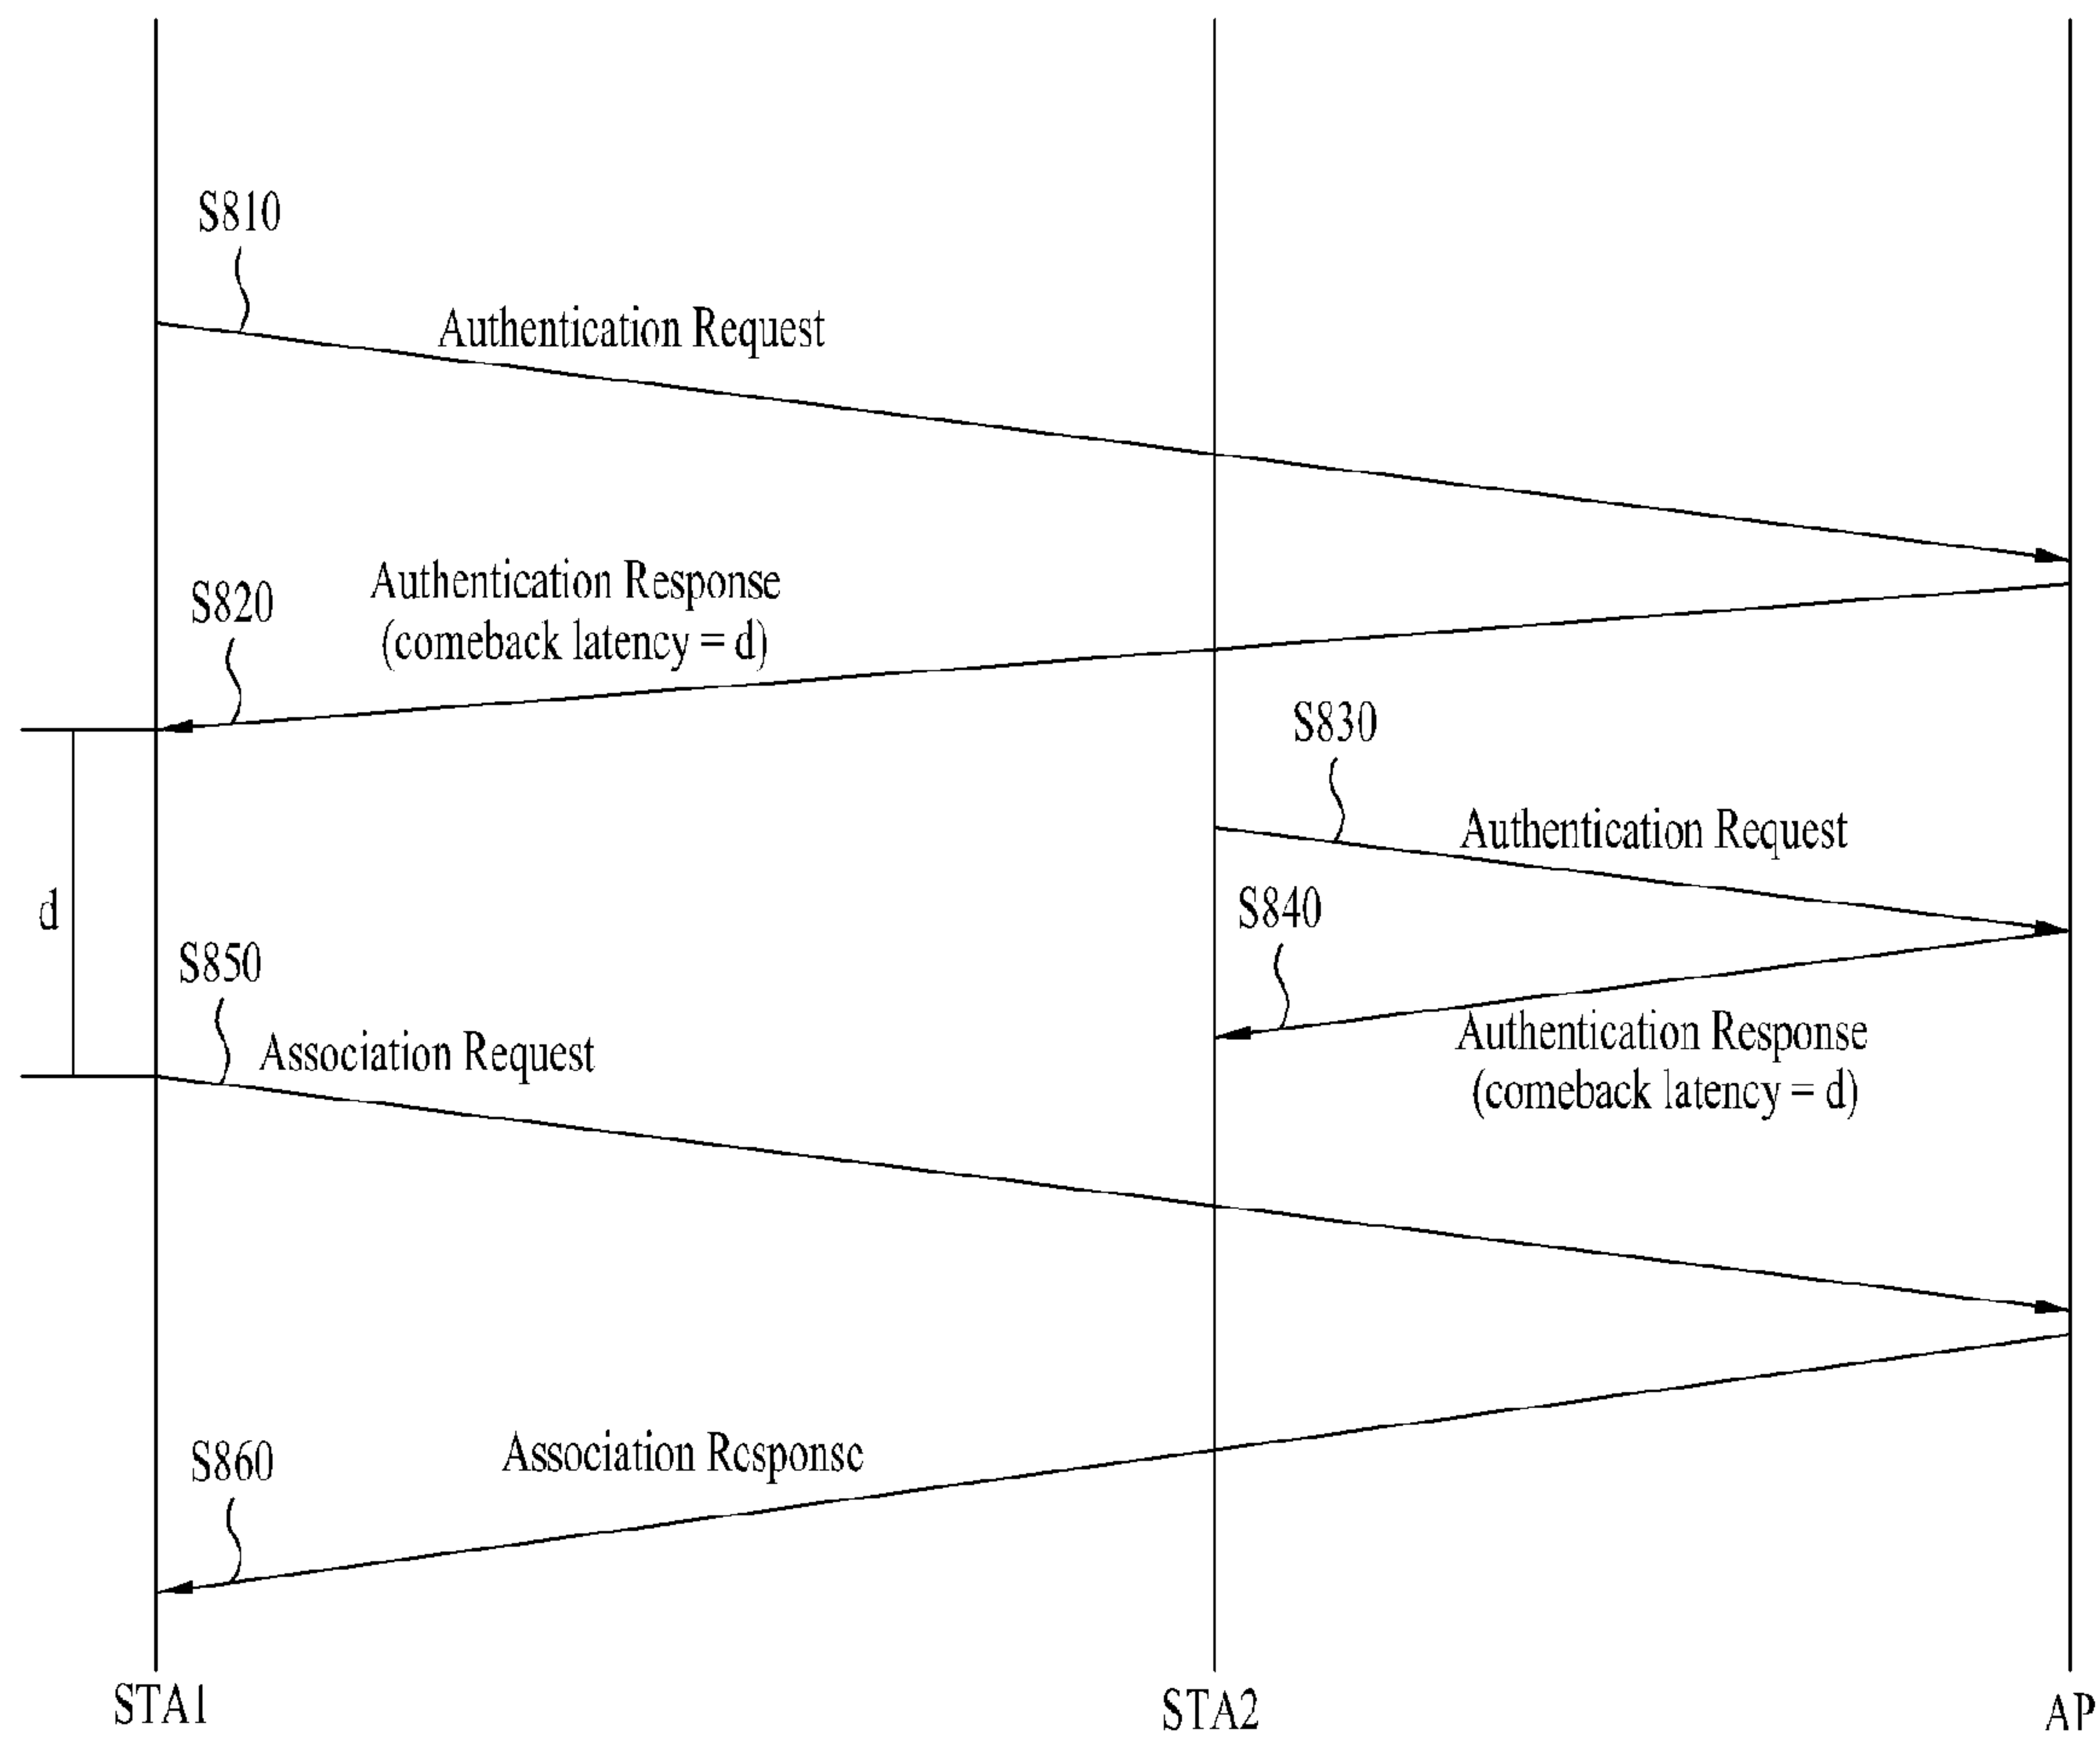 S810
Authentication Request
Authentication Response
(comeback latency = d)
S820
S830
Authentication Request
S840
d
S850
Association Request
Authentication Response
(comeback latency = d)
Association Response
S860
STA1
STA2
AP